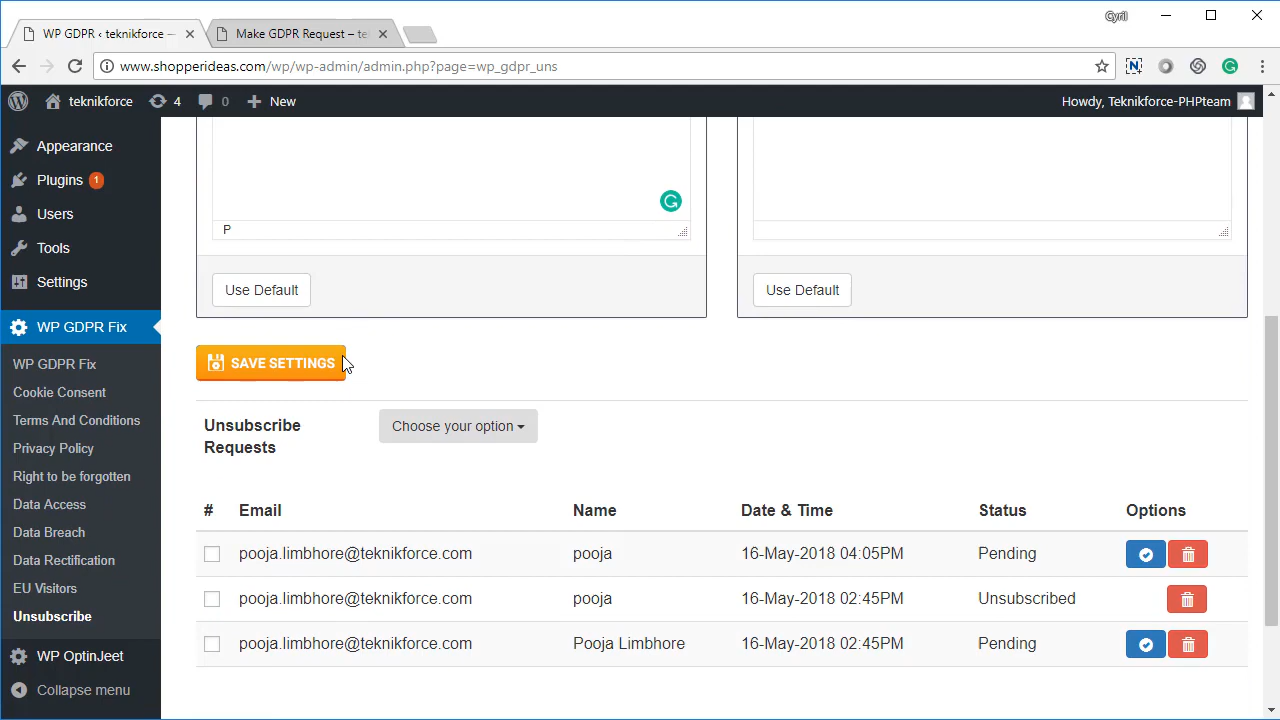 Cyril
WP GDPR ‹ teknikforce —
Make GDPR Request – tel
www.shopperideas.com/wp/wp-admin/admin.php?page=wp_gdpr_uns
teknikforce 4 0 New
Howdy, Teknikforce-PHPteam
Appearance
Plugins 1
Users
Tools
Settings
WP GDPR Fix
WP GDPR Fix
Cookie Consent
Terms And Conditions
Privacy Policy
Right to be forgotten
Data Access
Data Breach
Data Rectification
EU Visitors
Unsubscribe
WP OptinJeet
Collapse menu
P
Use Default
Use Default
SAVE SETTINGS
Unsubscribe
Requests
Choose your option
# Email Name Date & Time Status Options
pooja.limbhore@teknikforce.com pooja 16-May-2018 04:05PM Pending
pooja.limbhore@teknikforce.com pooja 16-May-2018 02:45PM Unsubscribed
pooja.limbhore@teknikforce.com Pooja Limbhore 16-May-2018 02:45PM Pending